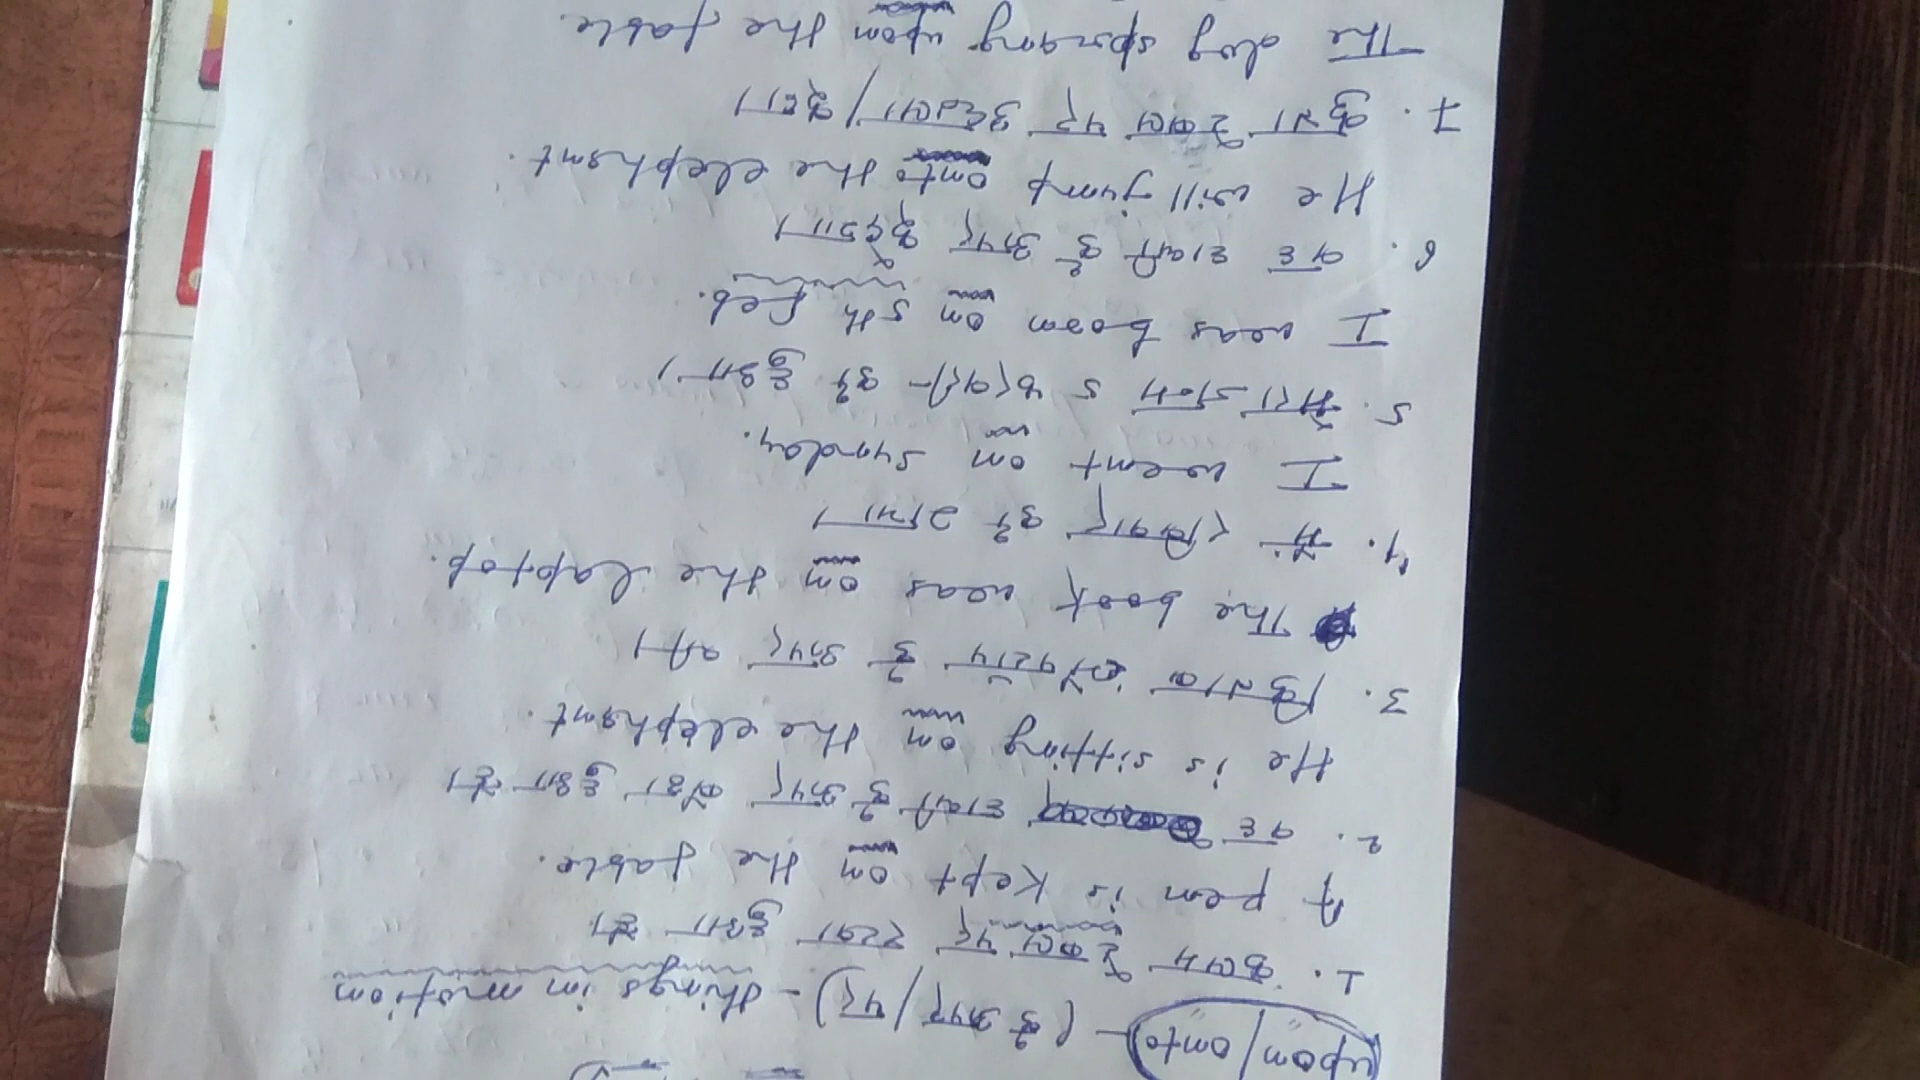 upon/onto - (के ऊपर/पर) - things in motion
1. कलम टेबल पर रखा हुआ है।
A pen is kept on the table.
2. वह हाथी के ऊपर बैठा हुआ है।
He is sitting on the elephant.
3. किताब लैपटॉप के ऊपर थी।
The book was on the laptop.
4. मैं रविवार को गया।
I went on sunday.
5. मेरा जन्म 5 फरवरी को हुआ।
I was born on 5th feb.
6. वह हाथी के ऊपर कूदेगा।
He will jump onto the elephant.
7. कुत्ता टेबल पर उछला/कूदा।
The dog sprang upon the table.